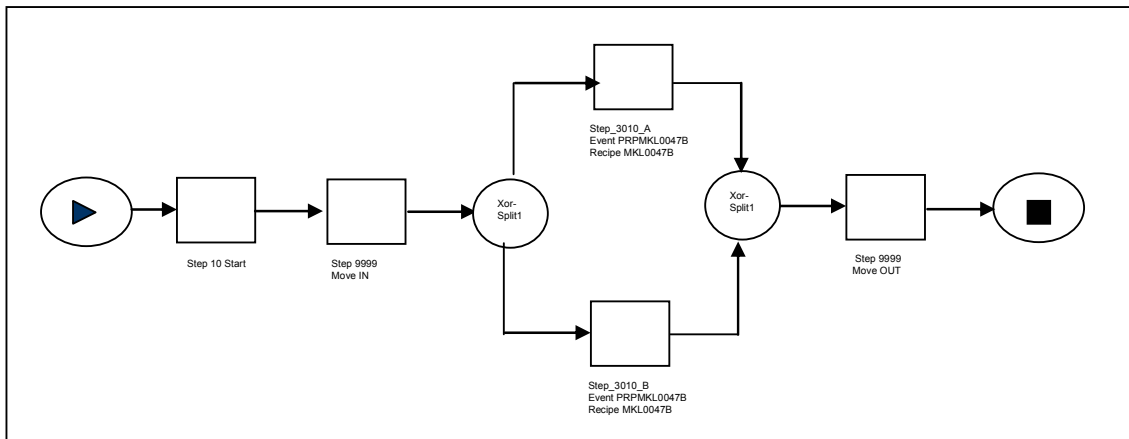 Step_3010_A
Event PRPMKL0047B
Recipe MKL0047B
Xor-
Split1
Xor-
Split1
Step 10 Start
Step 9999
Move IN
Step 9999
Move OUT
Step_3010_B
Event PRPMKL0047B
Recipe MKL0047B